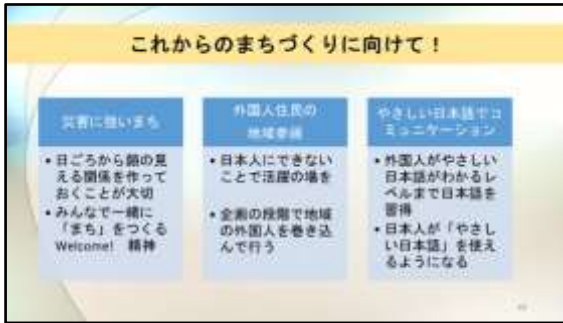 これからのまちづくりに向けて！
災害に強いまち
• 日ごろから顔の見
える関係を作って
おくことが大切
• みんなで一緒に
「まち」をつくる
Welcome! 精神
外国人住民の
地域参画
• 日本人にできない
ことで活躍の場を
• 企画の段階で地域
の外国人を巻き込
んで行う
やさしい日本語でコ
ミュニケーション
• 外国人がやさしい
日本語がわかるレ
ベルまで日本語を
習得
• 日本人が「やさし
い日本語」を使え
るようになる